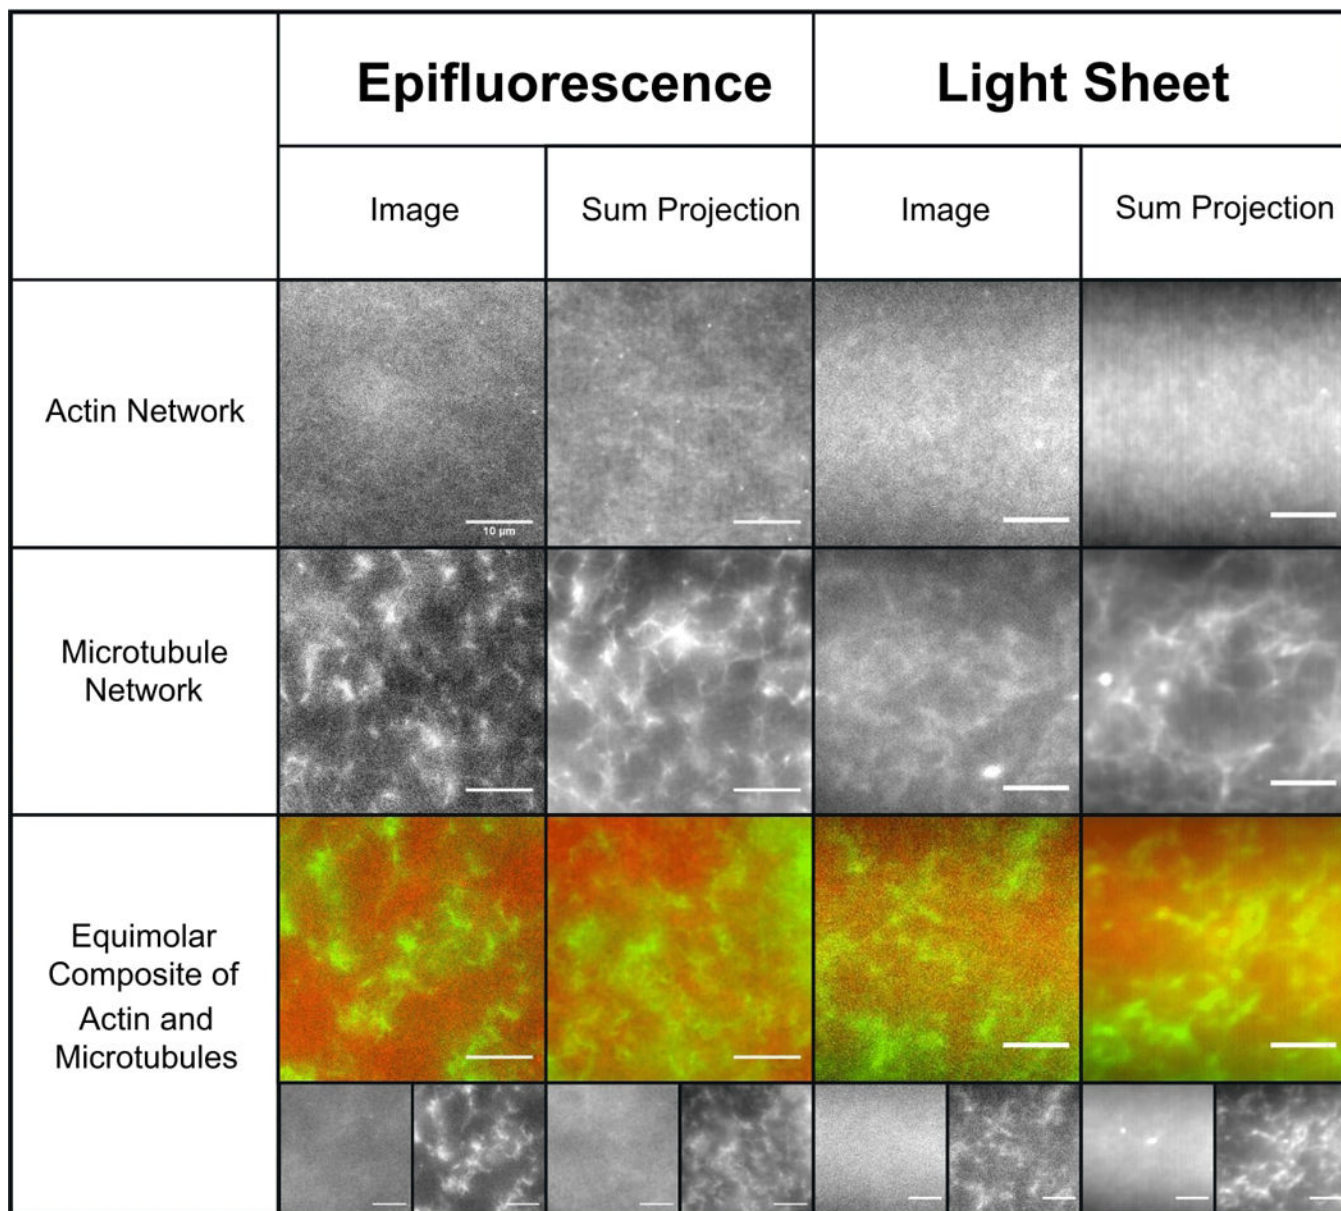 Epifluorescence
Light Sheet
Image
Sum Projection
Image
Sum Projection
Actin Network
10 µm
Microtubule
Network
Equimolar
Composite of
Actin and
Microtubules